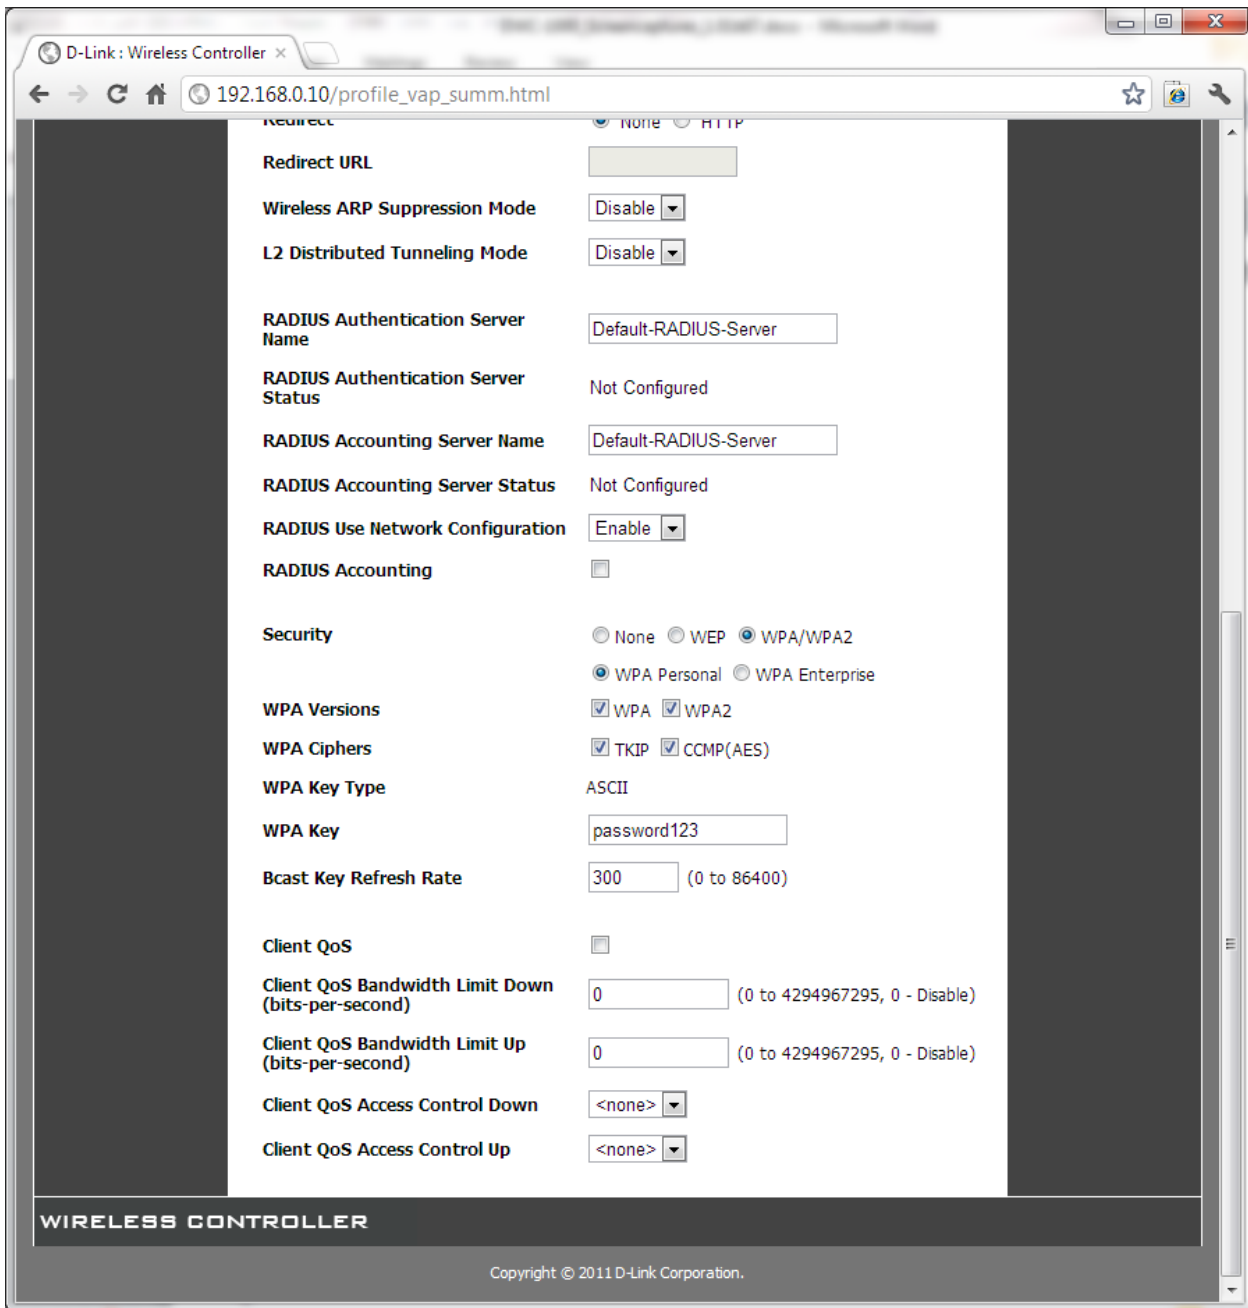 D-Link : Wireless Controller
192.168.0.10/profile_vap_summ.html
Redirect None HTTP
Redirect URL
Wireless ARP Suppression Mode Disable
L2 Distributed Tunneling Mode Disable
RADIUS Authentication Server
Name
Default-RADIUS-Server
RADIUS Authentication Server
Status
Not Configured
RADIUS Accounting Server Name Default-RADIUS-Server
RADIUS Accounting Server Status Not Configured
RADIUS Use Network Configuration Enable
RADIUS Accounting
Security None WEP WPA/WPA2
WPA Personal WPA Enterprise
WPA Versions WPA WPA2
WPA Ciphers TKIP CCMP(AES)
WPA Key Type ASCII
WPA Key password123
Bcast Key Refresh Rate 300 (0 to 86400)
Client QoS
Client QoS Bandwidth Limit Down
(bits-per-second)
0 (0 to 4294967295, 0 - Disable)
Client QoS Bandwidth Limit Up
(bits-per-second)
0 (0 to 4294967295, 0 - Disable)
Client QoS Access Control Down <none>
Client QoS Access Control Up <none>
WIRELESS CONTROLLER
Copyright © 2011 D-Link Corporation.